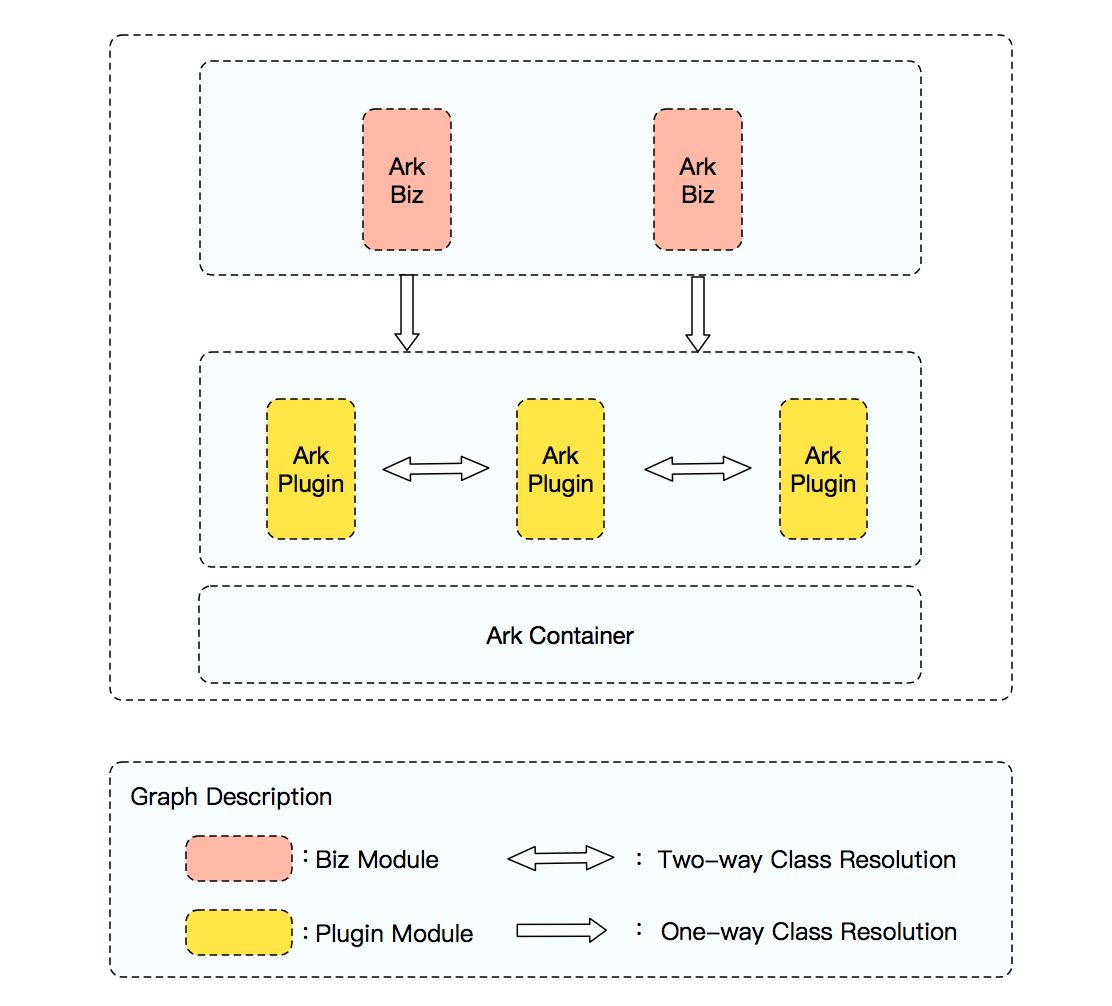 Ark
Biz
Ark
Biz
Ark
Plugin
Ark
Plugin
Ark
Plugin
Ark Container
Graph Description
: Biz Module
: Two-way Class Resolution
: Plugin Module
: One-way Class Resolution